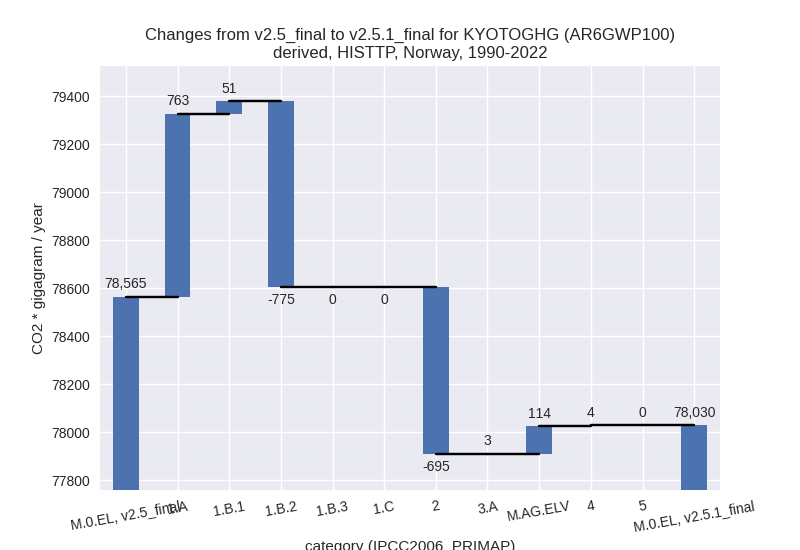 Changes from v2.5_final to v2.5.1_final for KYOTOGHG (AR6GWP100)
derived, HISTTP, Norway, 1990-2022
CO2 * gigagram / year
79400
79200
79000
78800
78600
78400
78200
78000
77800
78,565
763
51
-775
0
0
-695
3
114
4
0
78,030
M.0.EL, v2.5_final
1.A
1.B.1
1.B.2
1.B.3
1.C
2
3.A
M.AG.ELV
4
5
M.0.EL, v2.5.1_final
category (IPCC2006_PRIMAP)